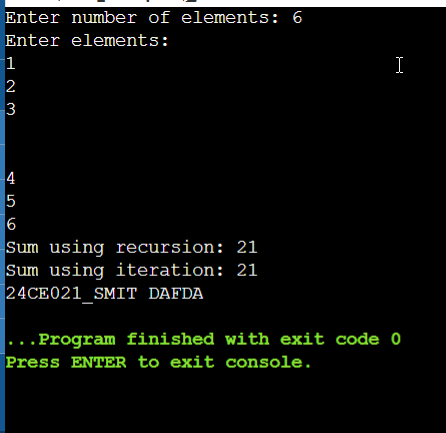 Enter number of elements: 6
Enter elements:
1
2
3
4
5
6
Sum using recursion: 21
Sum using iteration: 21
24CE021_SMIT DAFDA
...Program finished with exit code 0
Press ENTER to exit console.